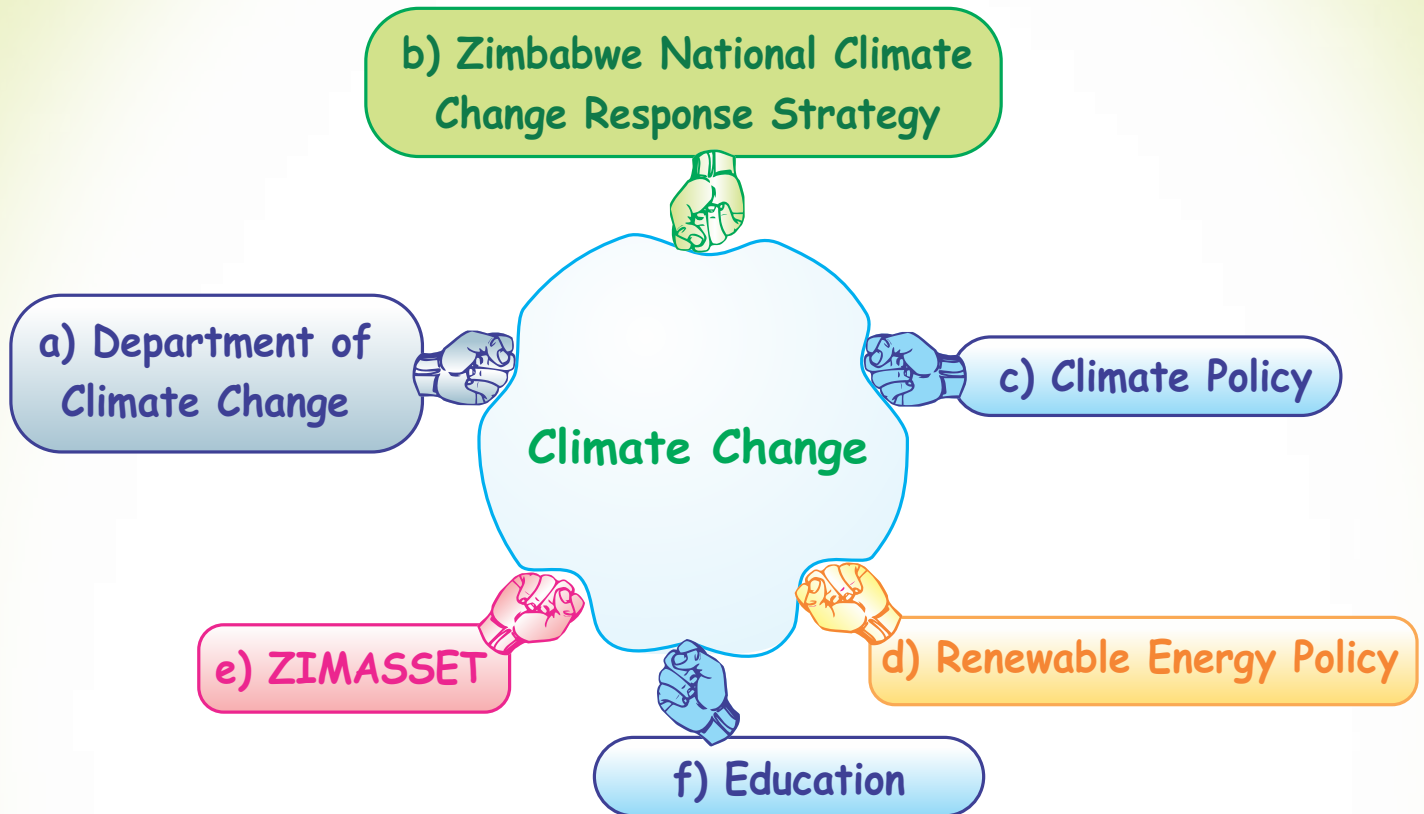 b) Zimbabwe National Climate
Change Response Strategy
a) Department of
Climate Change
c) Climate Policy
Climate Change
e) ZIMASSET
d) Renewable Energy Policy
f) Education